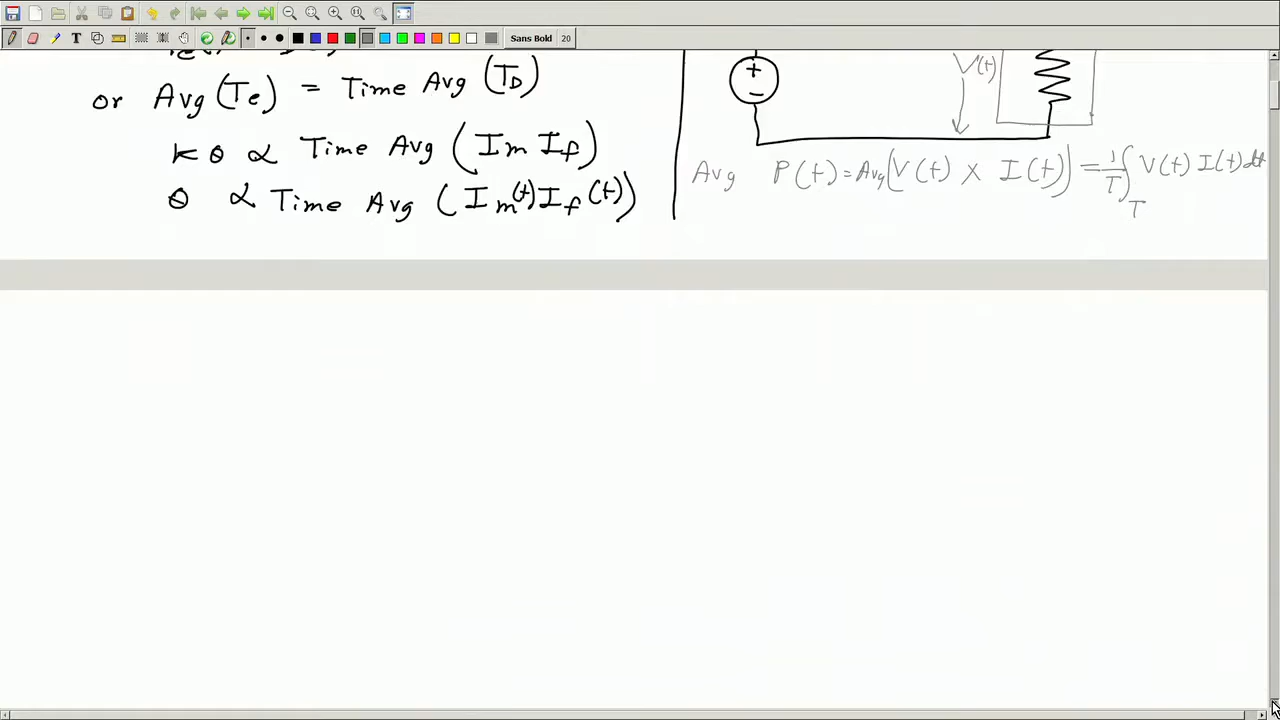 Sans Bold 20
or Avg (Te) = Time Avg (TD)
k θ ∝ Time Avg (Im If)
θ ∝ Time Avg (Im(t) If (t))
+
−
V(t)
Avg P(t) = Avg (V(t) X I(t)) = 1/T ∫T V(t) I(t) dt